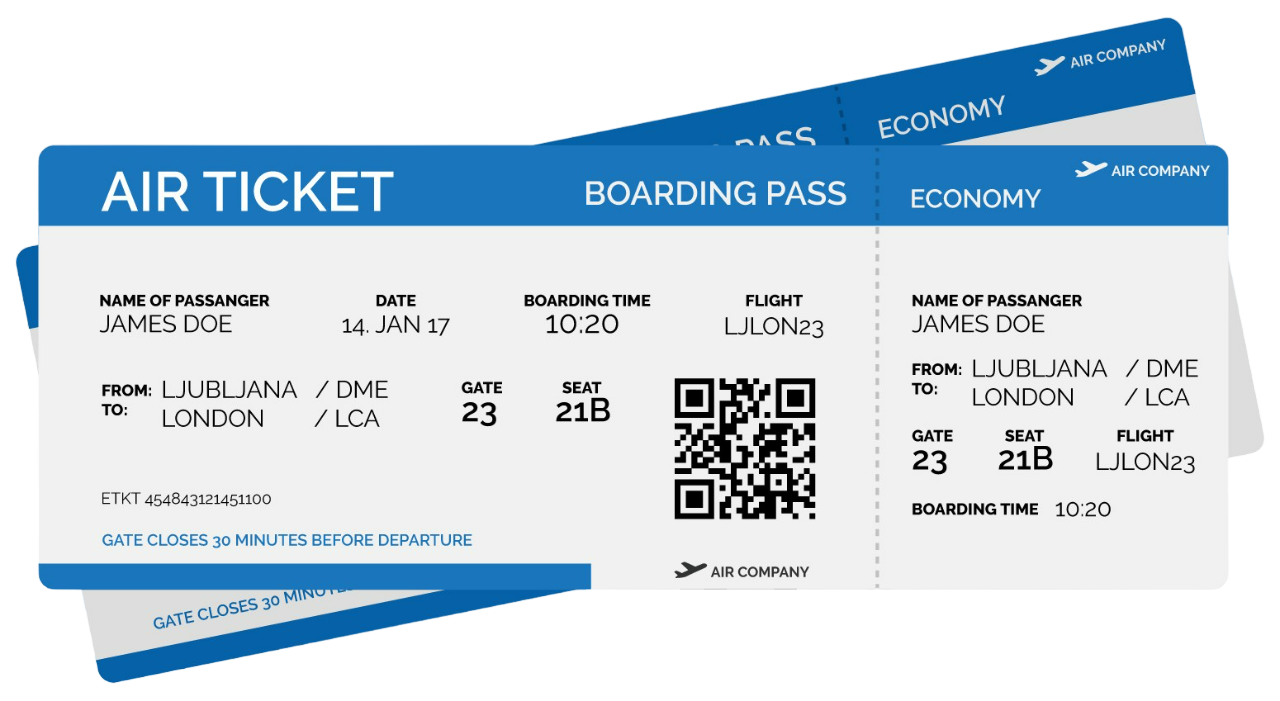 AIR COMPANY
PASS
ECONOMY
AIR TICKET
BOARDING PASS
ECONOMY
AIR COMPANY
NAME OF PASSANGER
JAMES DOE
DATE
14. JAN 17
BOARDING TIME
10:20
FLIGHT
LJLON23
FROM: LJUBLJANA / DME
TO: LONDON / LCA
GATE
23
SEAT
21B
ETKT 454843121451100
GATE CLOSES 30 MINUTES BEFORE DEPARTURE
AIR COMPANY
NAME OF PASSANGER
JAMES DOE
FROM: LJUBLJANA / DME
TO: LONDON / LCA
GATE
23
SEAT
21B
FLIGHT
LJLON23
BOARDING TIME 10:20
GATE CLOSES 30